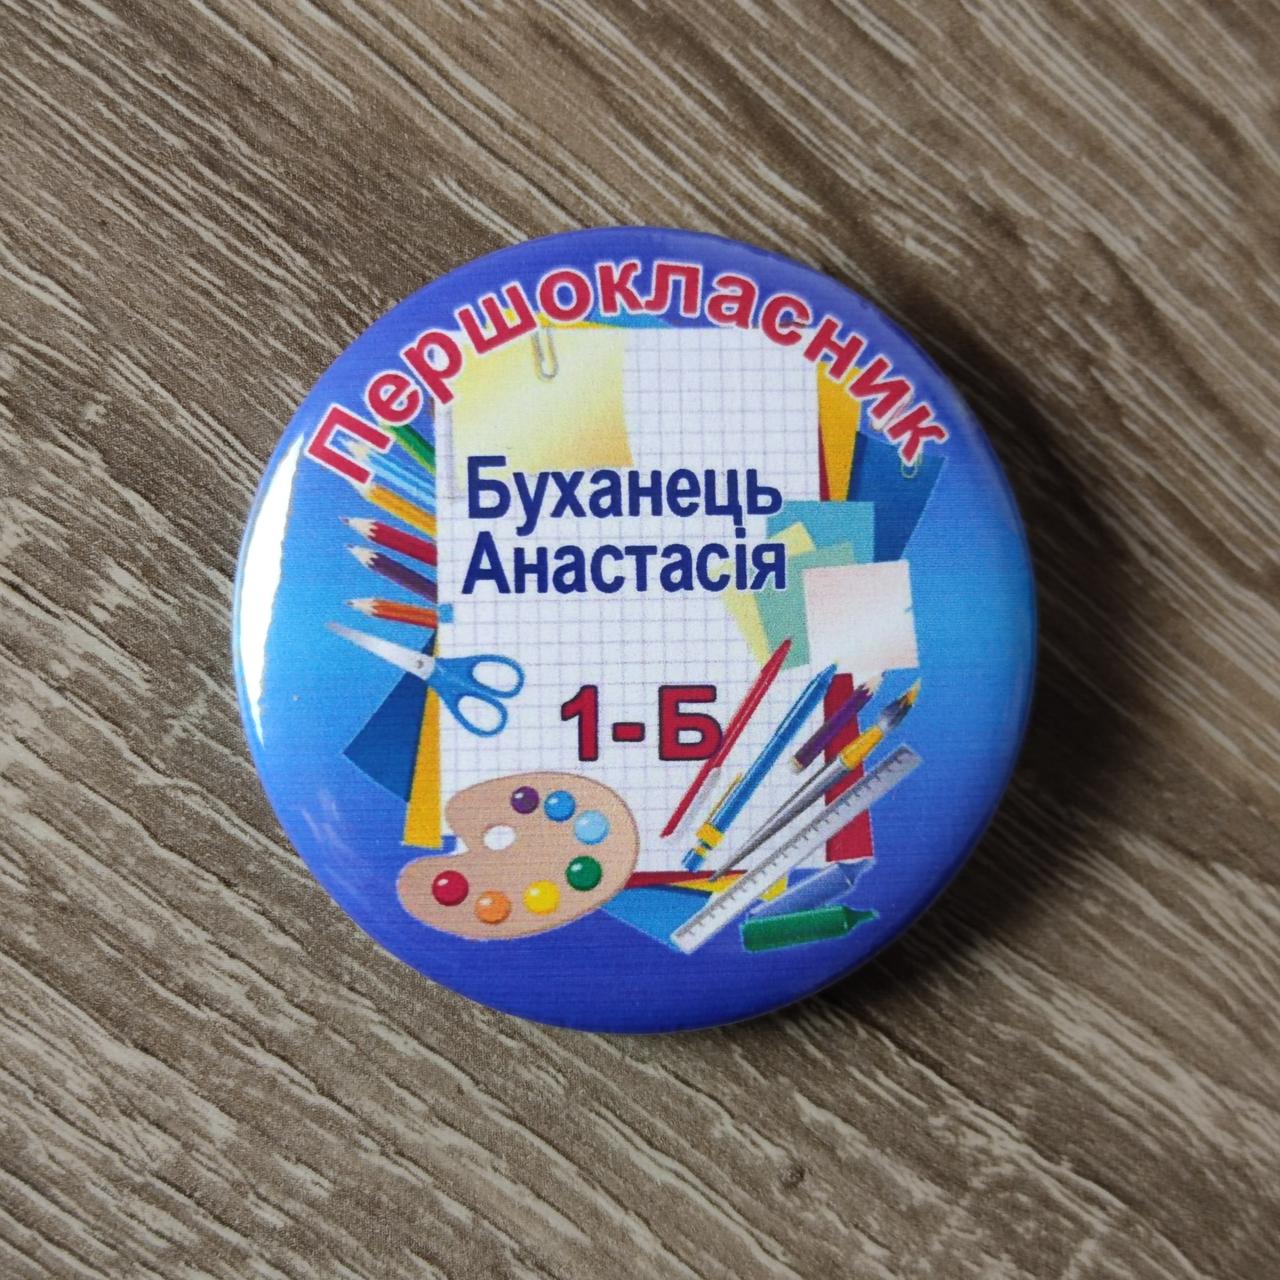 Першокласник
Буханець
Анастасія
1-Б